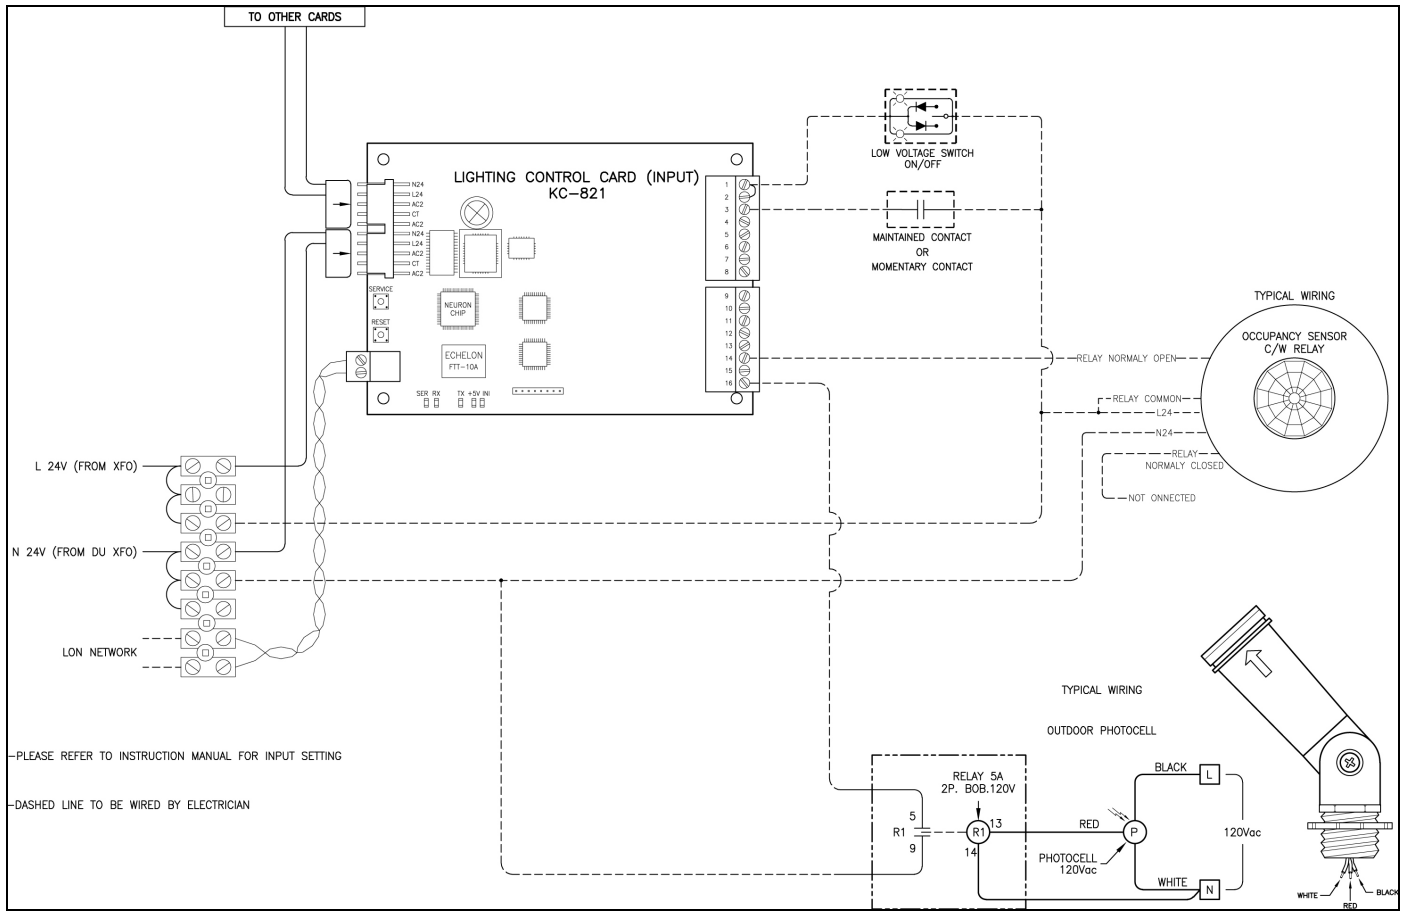 TO OTHER CARDS
LIGHTING CONTROL CARD (INPUT)
KC-821
N24
L24
AC2
CT
AC2
N24
L24
AC2
CT
AC2
SERVICE
RESET
NEURON
CHIP
ECHELON
FTT-10A
SER RX
TX +5V INI
1
2
3
4
5
6
7
8
9
10
11
12
13
14
15
16
LOW VOLTAGE SWITCH
ON/OFF
MAINTAINED CONTACT
OR
MOMENTARY CONTACT
TYPICAL WIRING
OCCUPANCY SENSOR
C/W RELAY
RELAY NORMALY OPEN
RELAY COMMON
L24
N24
RELAY
NORMALY CLOSED
NOT ONNECTED
L 24V (FROM XFO)
N 24V (FROM DU XFO)
LON NETWORK
-PLEASE REFER TO INSTRUCTION MANUAL FOR INPUT SETTING
-DASHED LINE TO BE WIRED BY ELECTRICIAN
TYPICAL WIRING
OUTDOOR PHOTOCELL
RELAY 5A
2P. BOB.120V
5
R1
9
R1
13
14
RED
P
PHOTOCELL
120Vac
BLACK
L
120Vac
WHITE
N
WHITE
RED
BLACK